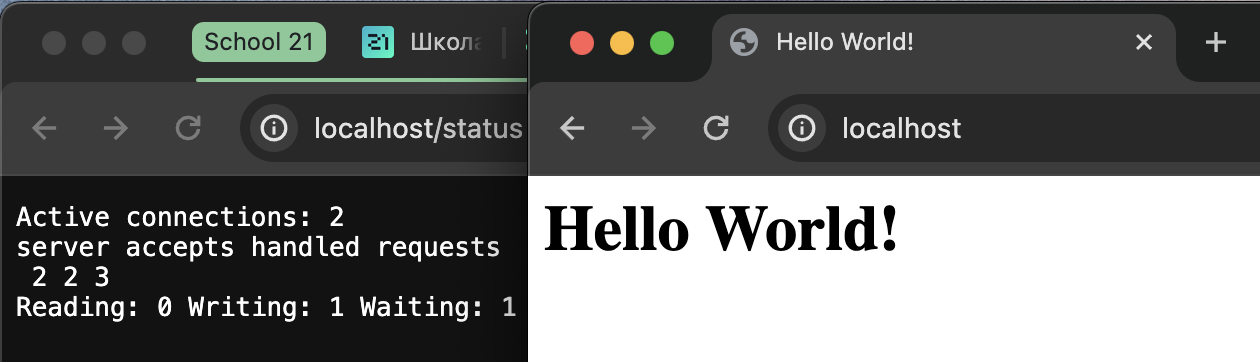 School 21
21 Школа
localhost/status
Active connections: 2
server accepts handled requests
2 2 3
Reading: 0 Writing: 1 Waiting: 1
Hello World!
localhost
Hello World!